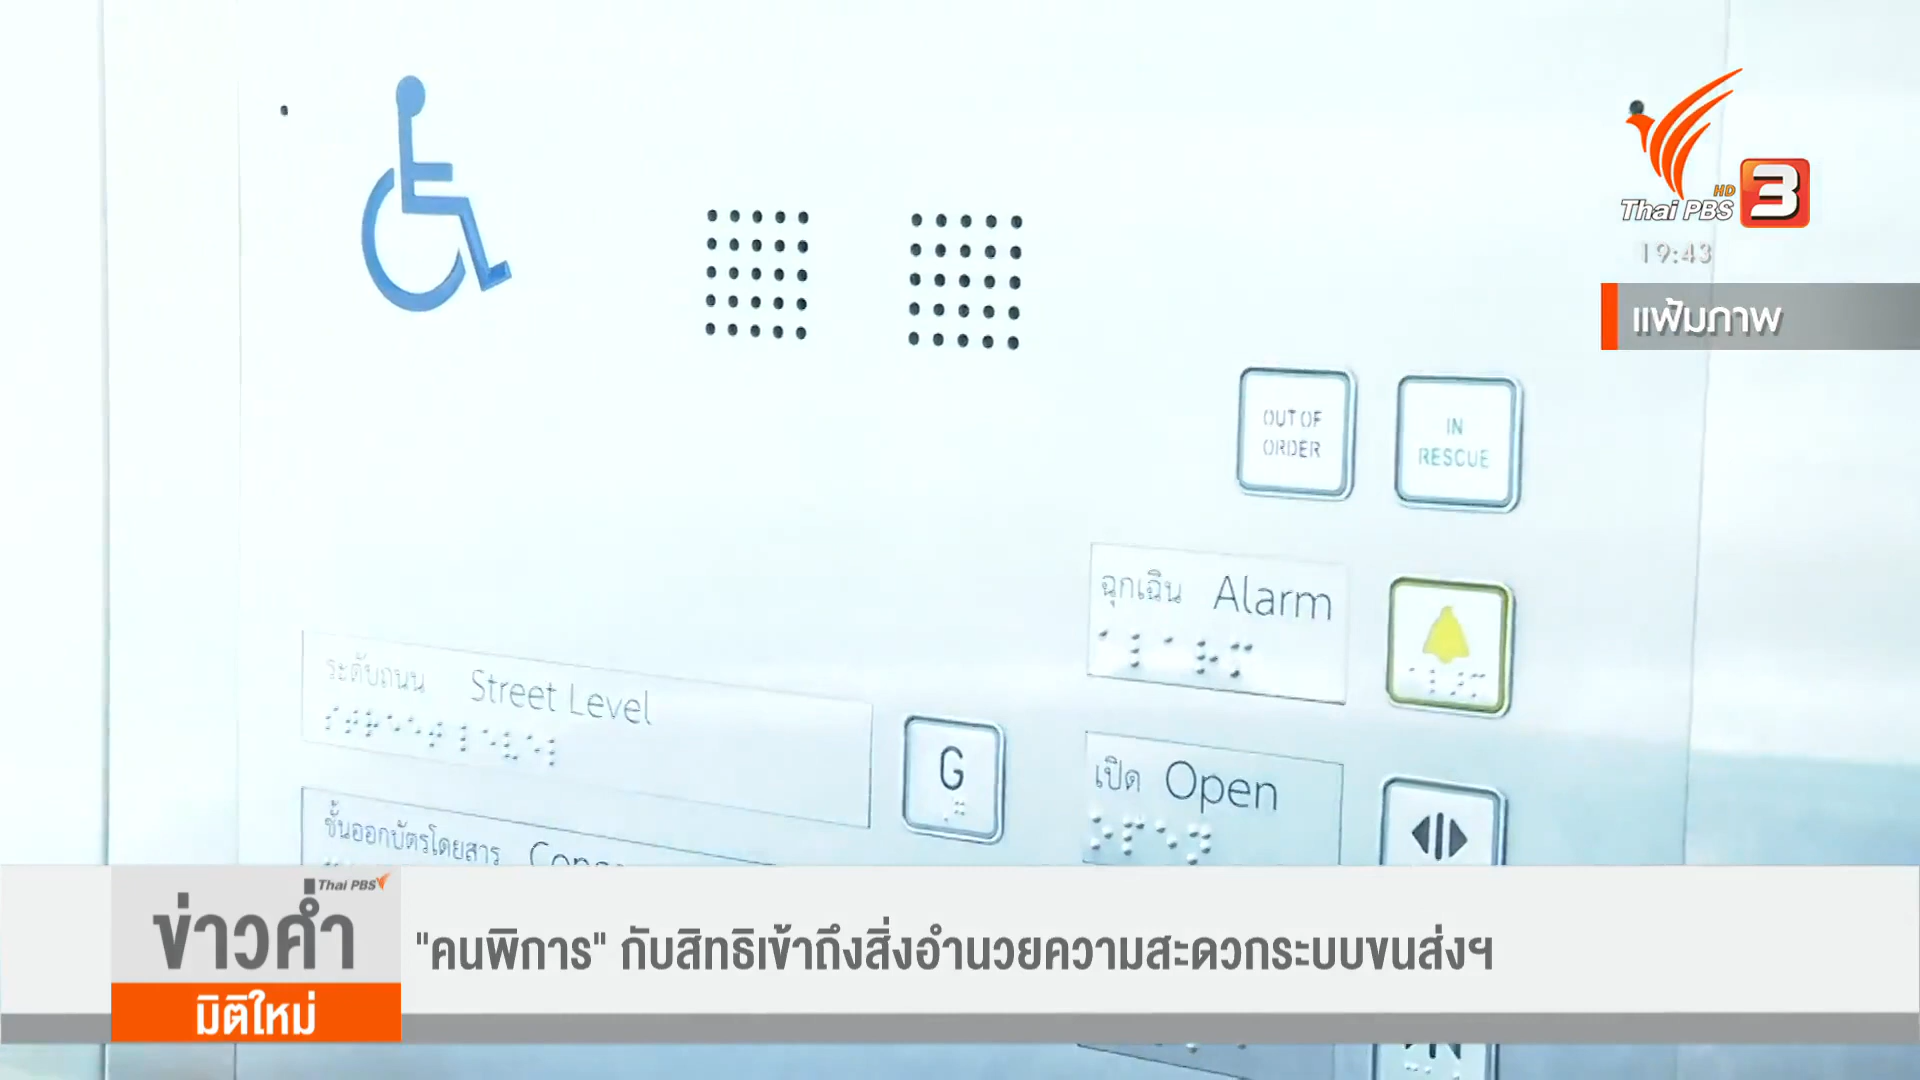 Thai PBS HD 3
19:43
แฟ้มภาพ
OUT OF
ORDER
IN
RESCUE
ฉุกเฉิน Alarm
ระดับถนน Street Level
G
เปิด Open
ชั้นออกบัตรโดยสาร
Thai PBS
ข่าวค่ำ
มิติใหม่
"คนพิการ" กับสิทธิเข้าถึงสิ่งอำนวยความสะดวกระบบขนส่งฯ